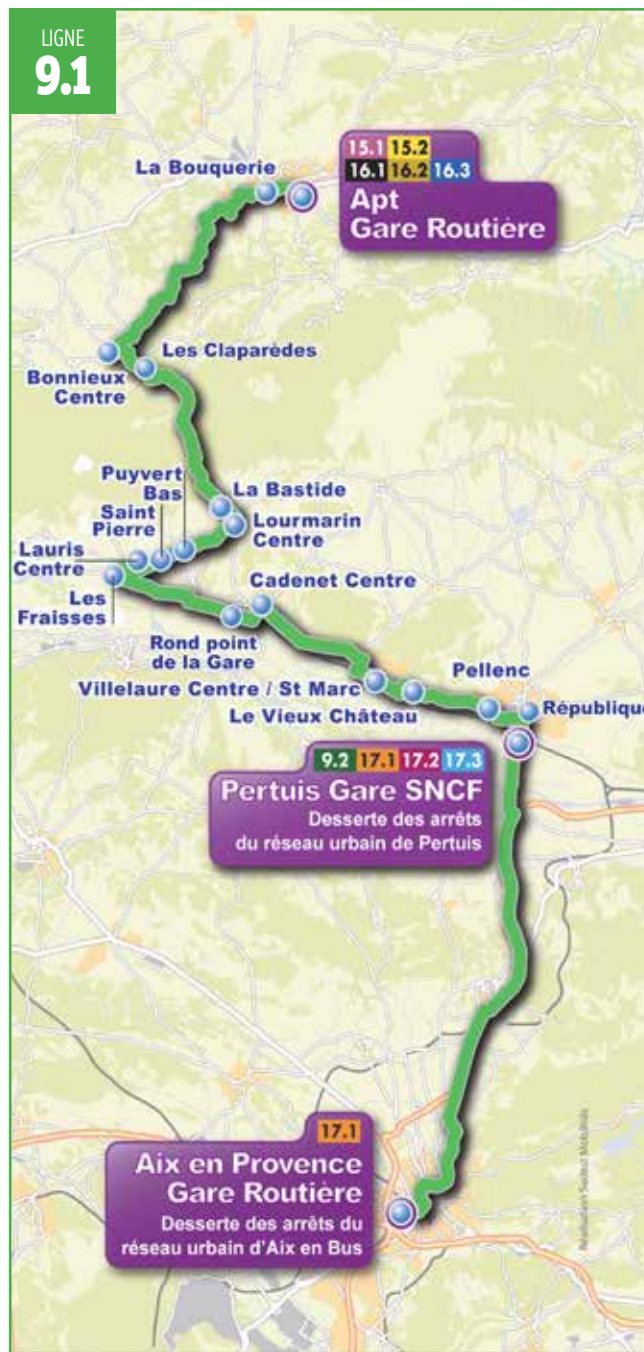 LIGNE
9.1
15.1 15.2
16.1 16.2 16.3
Apt
Gare Routière
La Bouquerie
Les Claparèdes
Bonnieux
Centre
Puyvert
Bas
Saint
Pierre
La Bastide
Lourmarin
Centre
Lauris
Centre
Les
Fraisses
Cadenet Centre
Rond point
de la Gare
Pellenc
Villelaure Centre / St Marc
Le Vieux Château
République
9.2 17.1 17.2 17.3
Pertuis Gare SNCF
Desserte des arrêts
du réseau urbain de Pertuis
17.1
Aix en Provence
Gare Routière
Desserte des arrêts du
réseau urbain d'Aix en Bus